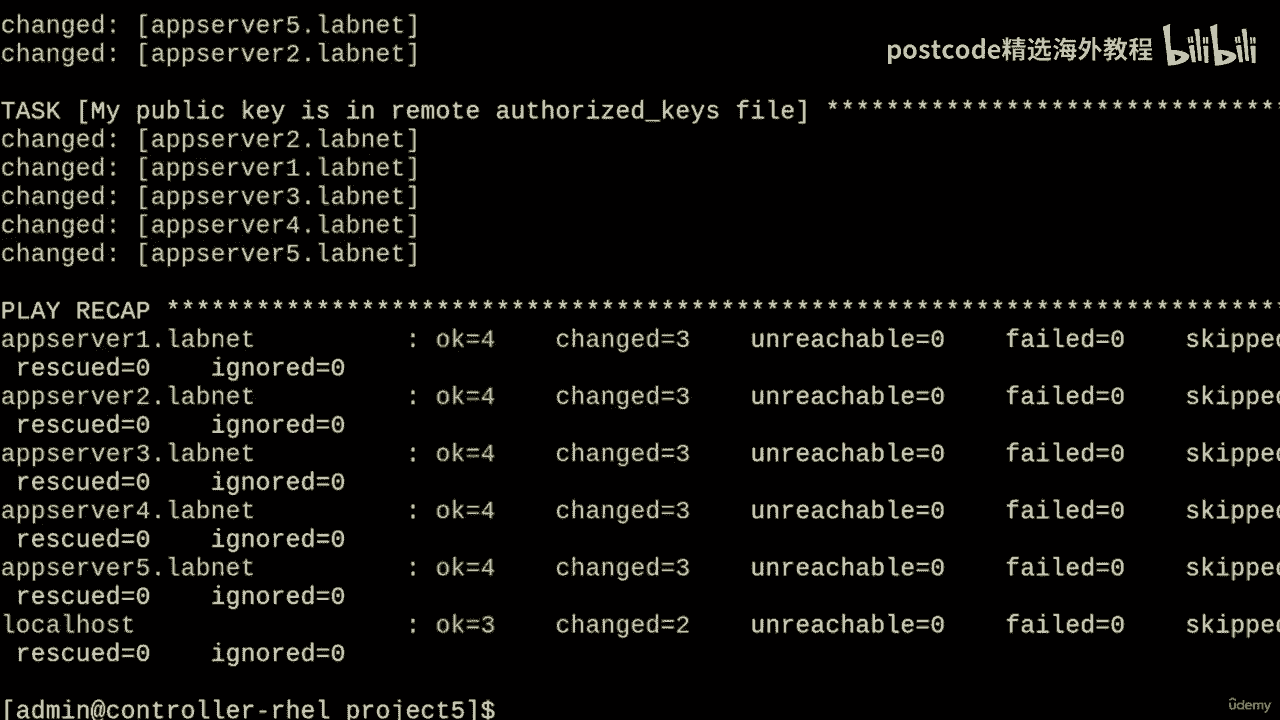 changed: [appserver5.labnet]
changed: [appserver2.labnet]
postcode精选海外教程 bilibili
TASK [My public key is in remote authorized_keys file] *******************************
changed: [appserver2.labnet]
changed: [appserver1.labnet]
changed: [appserver3.labnet]
changed: [appserver4.labnet]
changed: [appserver5.labnet]
PLAY RECAP ***************************************************************************
appserver1.labnet : ok=4 changed=3 unreachable=0 failed=0 skipped
rescued=0 ignored=0
appserver2.labnet : ok=4 changed=3 unreachable=0 failed=0 skipped
rescued=0 ignored=0
appserver3.labnet : ok=4 changed=3 unreachable=0 failed=0 skipped
rescued=0 ignored=0
appserver4.labnet : ok=4 changed=3 unreachable=0 failed=0 skipped
rescued=0 ignored=0
appserver5.labnet : ok=4 changed=3 unreachable=0 failed=0 skipped
rescued=0 ignored=0
localhost : ok=3 changed=2 unreachable=0 failed=0 skipped
rescued=0 ignored=0
[admin@controller-rhel project5]$
ûdemy